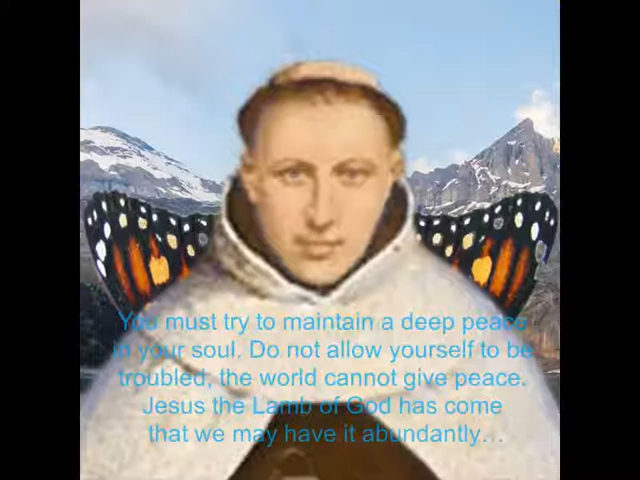 You must try to maintain a deep peace
in your soul. Do not allow yourself to be
troubled, the world cannot give peace.
Jesus the Lamb of God has come
that we may have it abundantly…